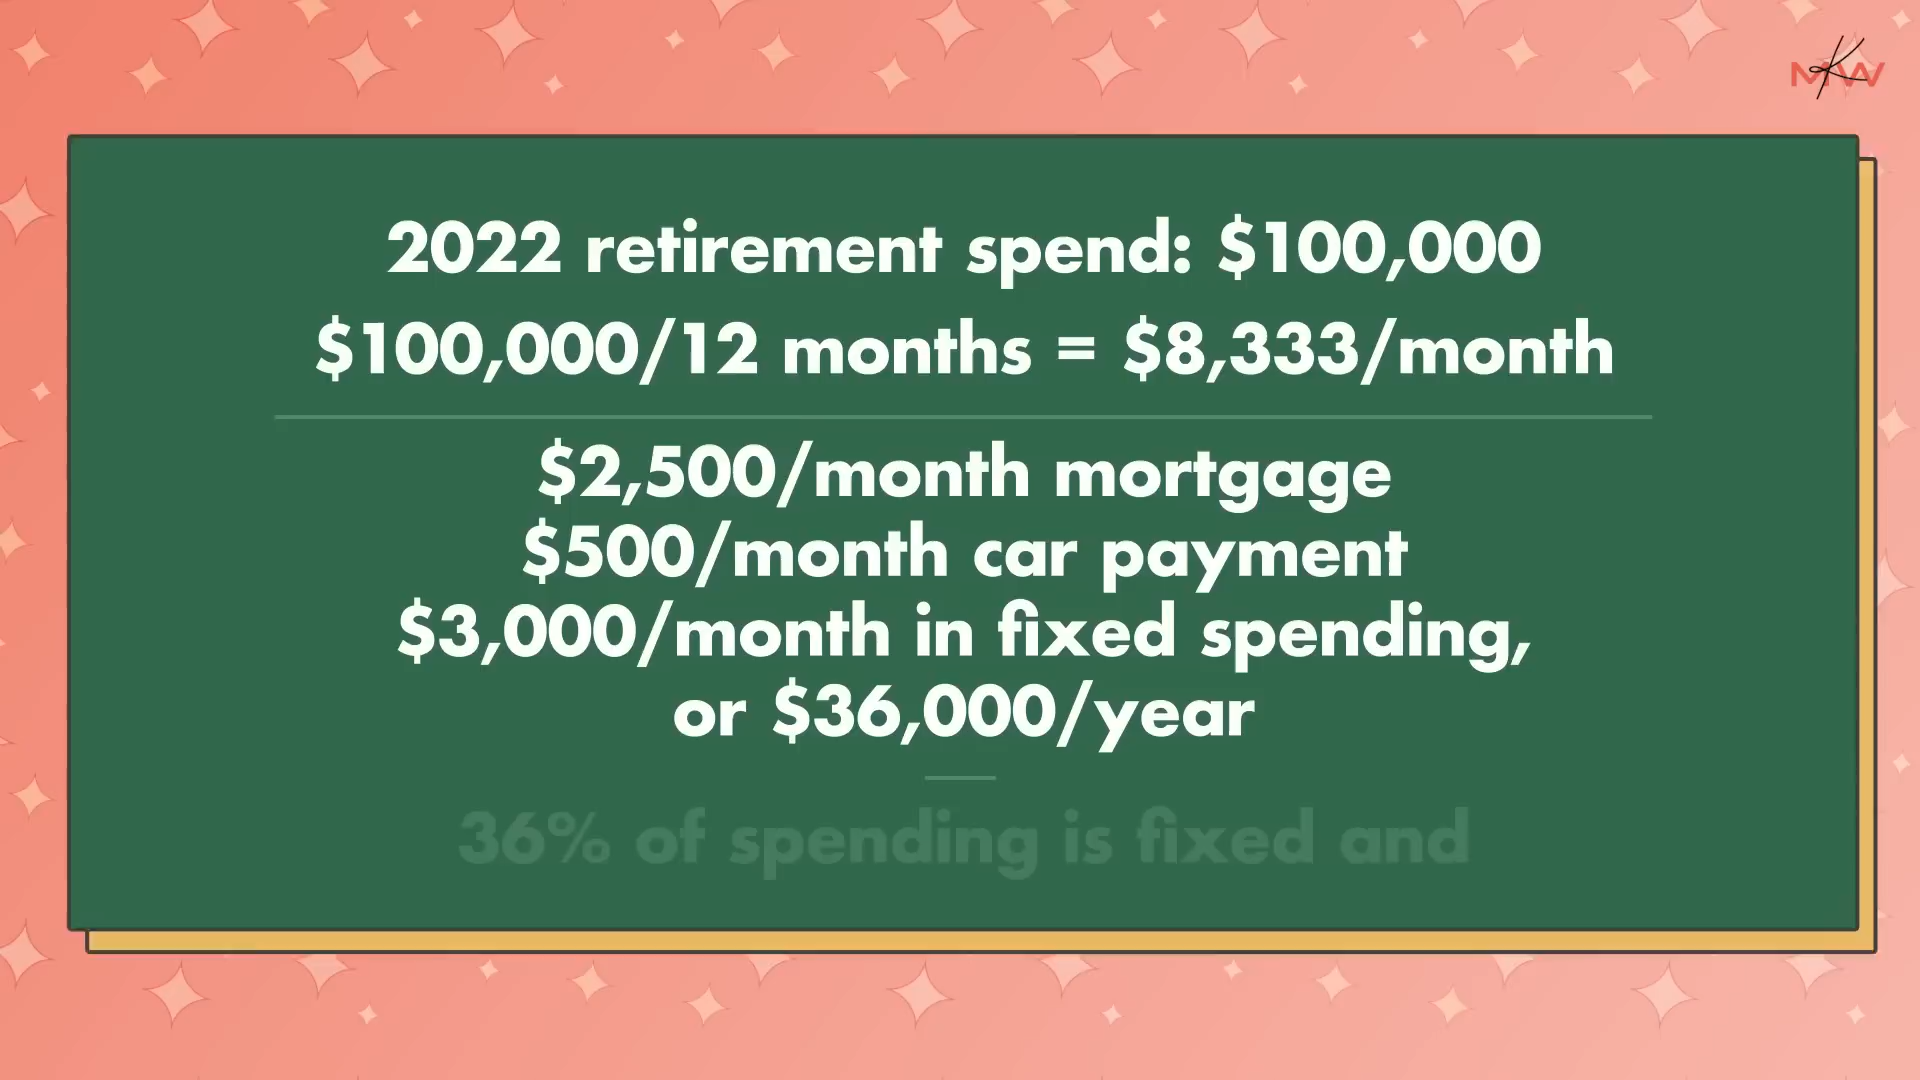 MKW
2022 retirement spend: $100,000
$100,000/12 months = $8,333/month
$2,500/month mortgage
$500/month car payment
$3,000/month in fixed spending,
or $36,000/year
36% of spending is fixed and